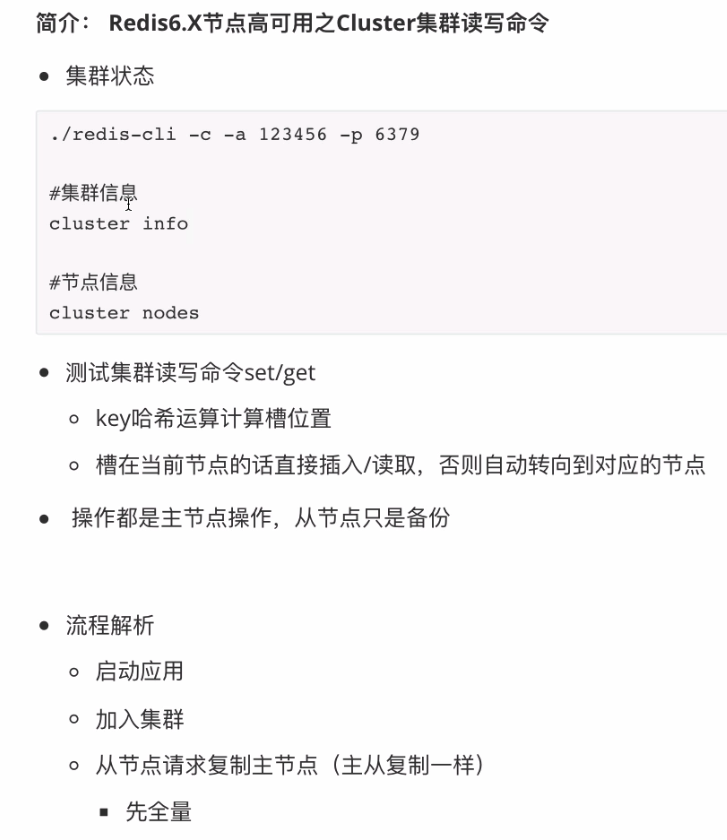 简介： Redis6.X节点高可用之Cluster集群读写命令
集群状态
./redis-cli -c -a 123456 -p 6379
#集群信息
cluster info
#节点信息
cluster nodes
测试集群读写命令set/get
key哈希运算计算槽位置
槽在当前节点的话直接插入/读取，否则自动转向到对应的节点
操作都是主节点操作，从节点只是备份
流程解析
启动应用
加入集群
从节点请求复制主节点（主从复制一样）
先全量